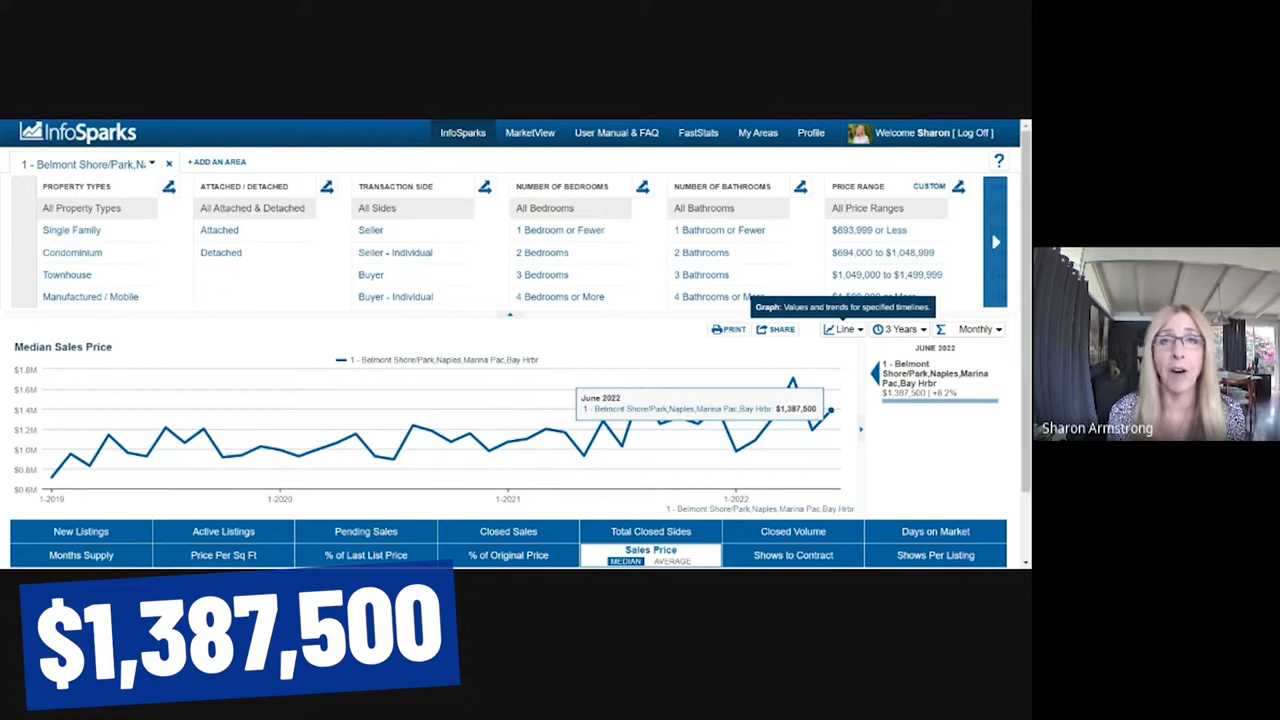 InfoSparks
InfoSparks MarketView User Manual & FAQ FastStats My Areas Profile Welcome Sharon [ Log Off ]
1 - Belmont Shore/Park,Na × + ADD AN AREA ?
PROPERTY TYPES
All Property Types
Single Family
Condominium
Townhouse
Manufactured / Mobile
ATTACHED / DETACHED
All Attached & Detached
Attached
Detached
TRANSACTION SIDE
All Sides
Seller
Seller - Individual
Buyer
Buyer - Individual
NUMBER OF BEDROOMS
All Bedrooms
1 Bedroom or Fewer
2 Bedrooms
3 Bedrooms
4 Bedrooms or More
NUMBER OF BATHROOMS
All Bathrooms
1 Bathroom or Fewer
2 Bathrooms
3 Bathrooms
4 Bathrooms or More
PRICE RANGE CUSTOM
All Price Ranges
$693,999 or Less
$694,000 to $1,048,999
$1,049,000 to $1,499,999
Graph: Values and trends for specified timelines.
PRINT SHARE Line 3 Years Σ Monthly
Median Sales Price
1 - Belmont Shore/Park,Naples,Marina Pac,Bay Hrbr
$1.8M
$1.6M
$1.4M
$1.2M
$1.0M
$0.8M
$0.6M
June 2022
1 - Belmont Shore/Park,Naples,Marina Pac,Bay Hrbr $1,387,500
1-2019 1-2020 1-2021 1-2022
1 - Belmont Shore/Park,Naples,Marina Pac,Bay Hrbr
JUNE 2022
1 - Belmont
Shore/Park,Naples,Marina
Pac,Bay Hrbr
$1,387,500 | +8.2%
New Listings Active Listings Pending Sales Closed Sales Total Closed Sides Closed Volume Days on Market
Months Supply Price Per Sq Ft % of Last List Price % of Original Price Sales Price Shows to Contract Shows Per Listing
MEDIAN AVERAGE
Sharon Armstrong
$1,387,500